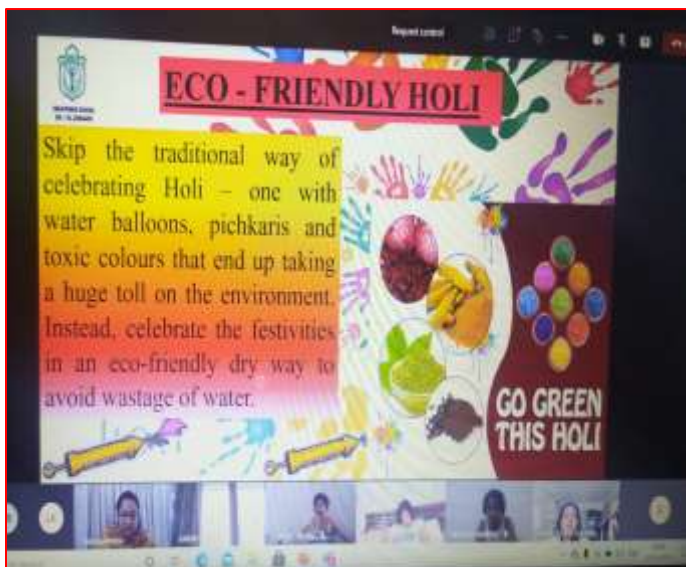 Request control
ECO - FRIENDLY HOLI
Skip the traditional way of
celebrating Holi – one with
water balloons, pichkaris and
toxic colours that end up taking
a huge toll on the environment.
Instead, celebrate the festivities
in an eco-friendly dry way to
avoid wastage of water.
GO GREEN
THIS HOLI